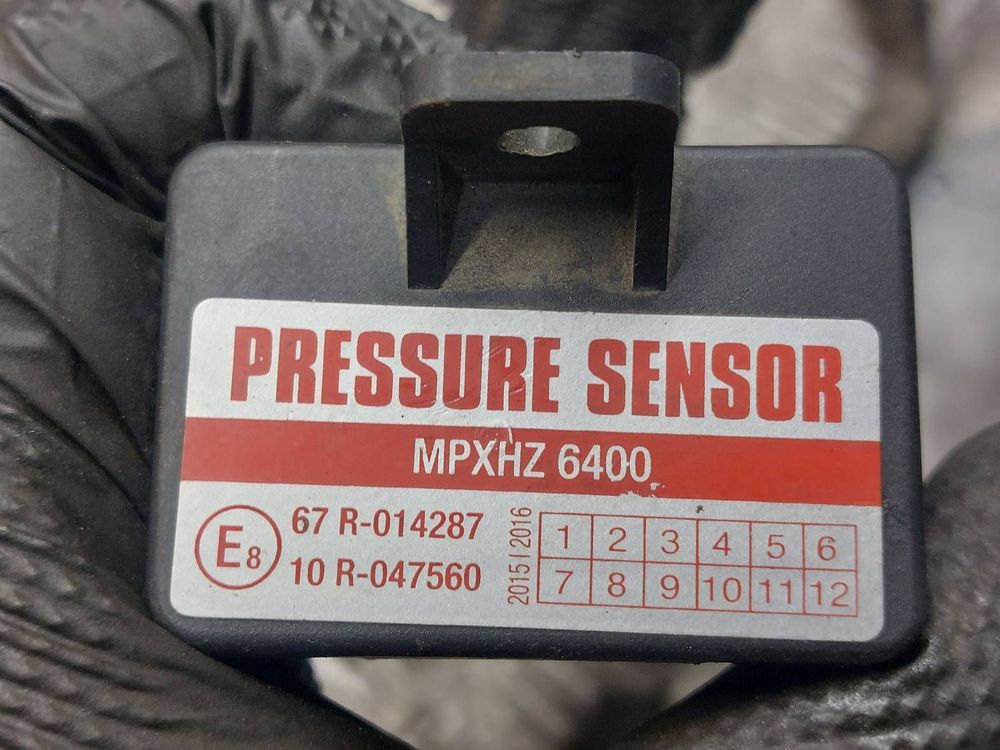 PRESSURE SENSOR
MPXHZ 6400
E8
67 R-014287
10 R-047560
2015 | 2016
1 2 3 4 5 6
7 8 9 10 11 12